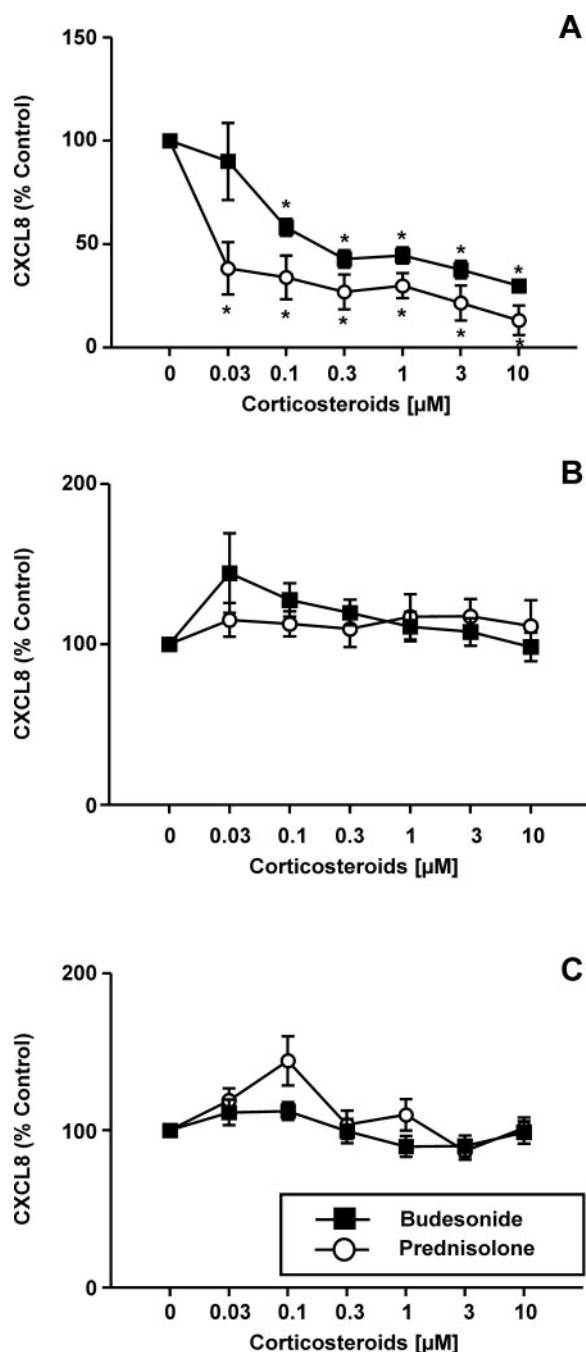 A
150
100
50
0
CXCL8 (% Control)
* * * * *
* * * * * *
0 0.03 0.1 0.3 1 3 10
Corticosteroids [µM]
B
200
100
0
CXCL8 (% Control)
0 0.03 0.1 0.3 1 3 10
Corticosteroids [µM]
C
200
100
0
CXCL8 (% Control)
Budesonide
Prednisolone
0 0.03 0.1 0.3 1 3 10
Corticosteroids [µM]